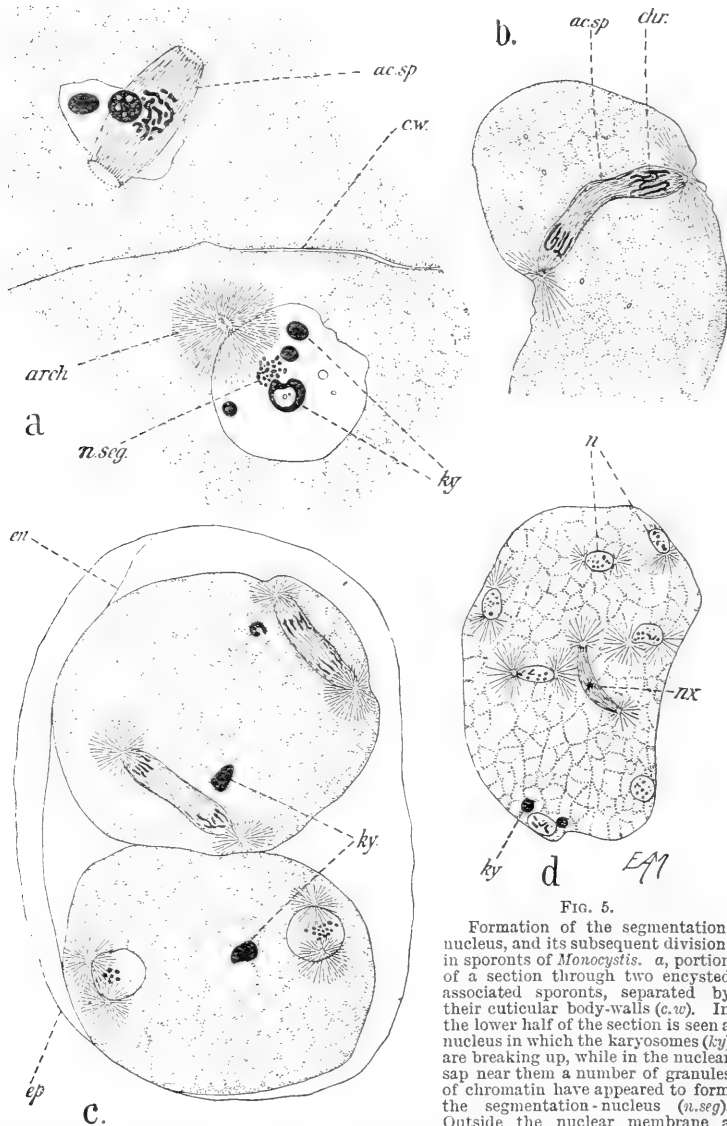 b.
ac.sp
chr.
ac.sp
c.w.
arch
a
n.seg.
ky
n
en
nx
ky
ky.
d
ep
c.
FIG. 5.
Formation of the segmentation
nucleus, and its subsequent division
in sporonts of Monocystis. a, portion
of a section through two encysted
associated sporonts, separated by
their cuticular body-walls (c.w). In
the lower half of the section is seen a
nucleus in which the karyosomes (ky)
are breaking up, while in the nuclear
sap near them a number of granules
of chromatin have appeared to form
the segmentation-nucleus (n.seg).
Outside the nuclear membrane a